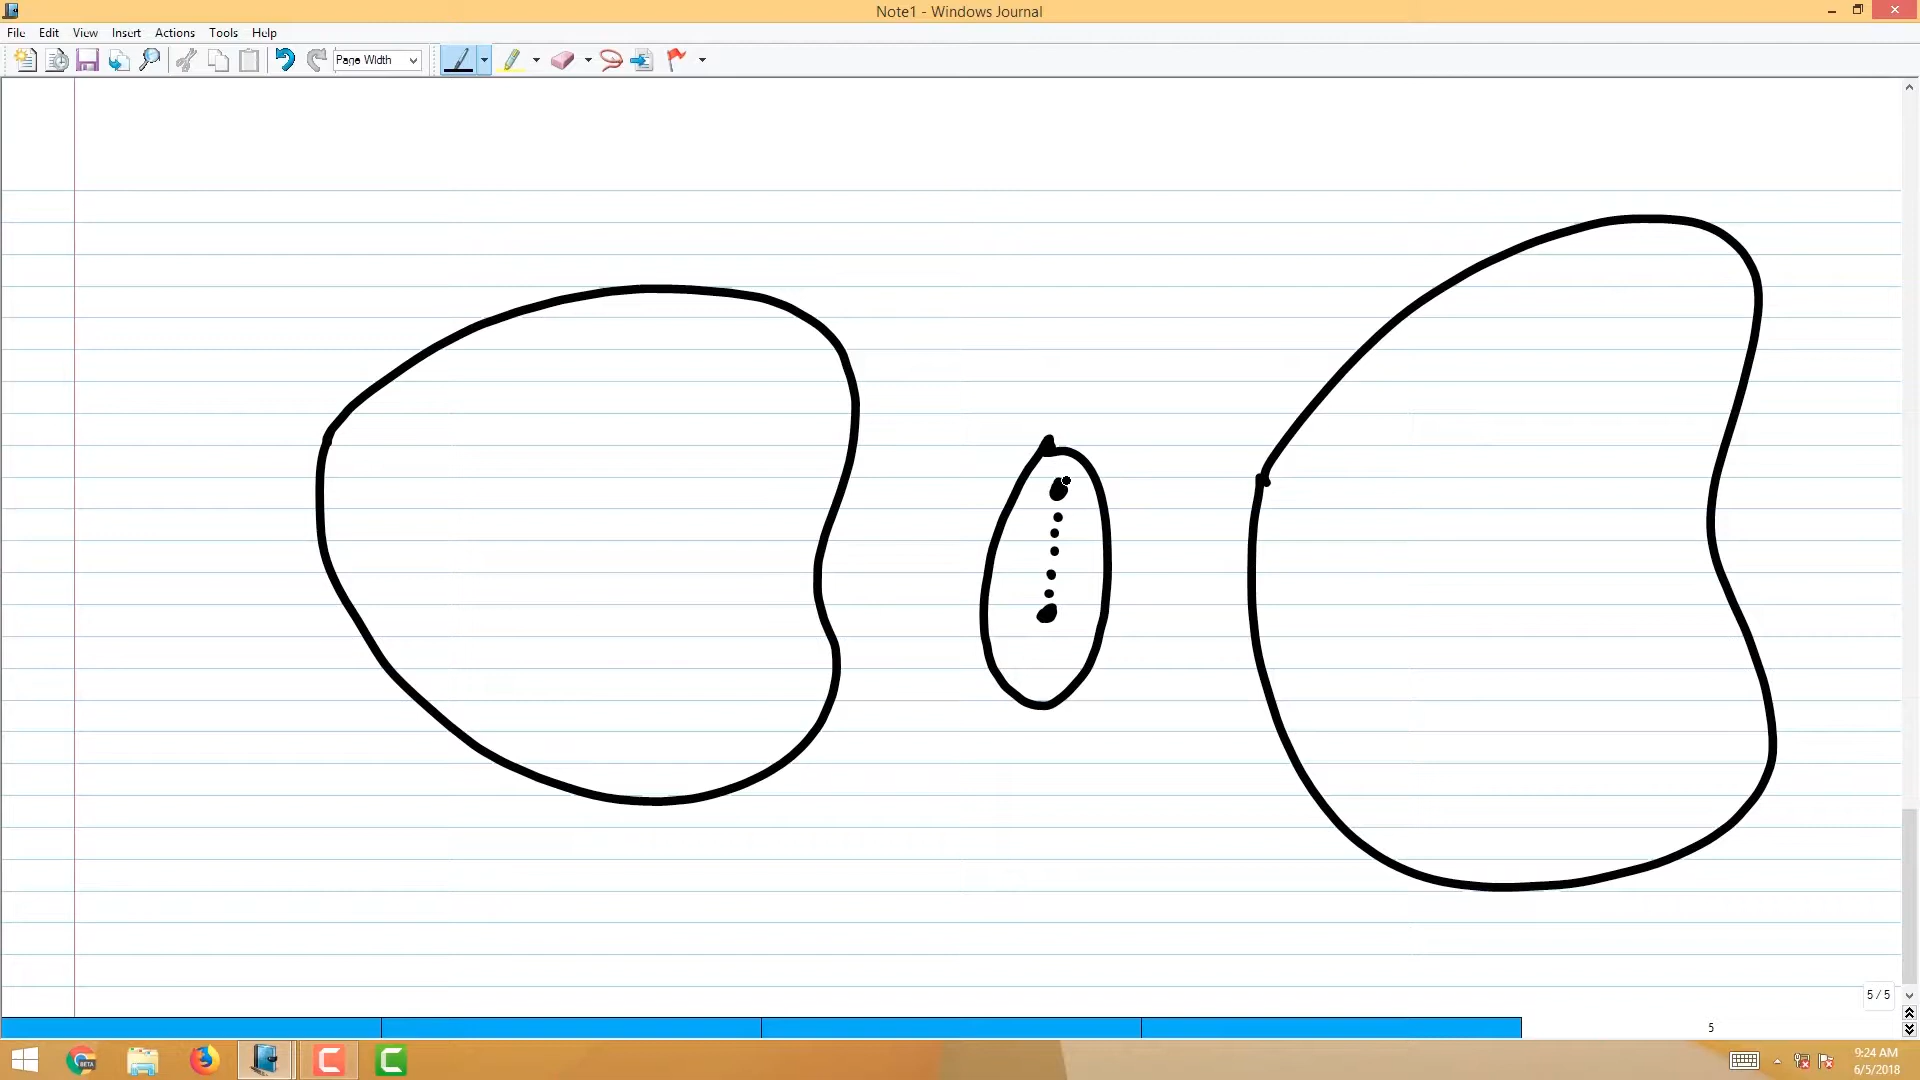 Note1 - Windows Journal
File Edit View Insert Actions Tools Help
Page Width
5 / 5
5
BETA
9:24 AM
6/5/2018